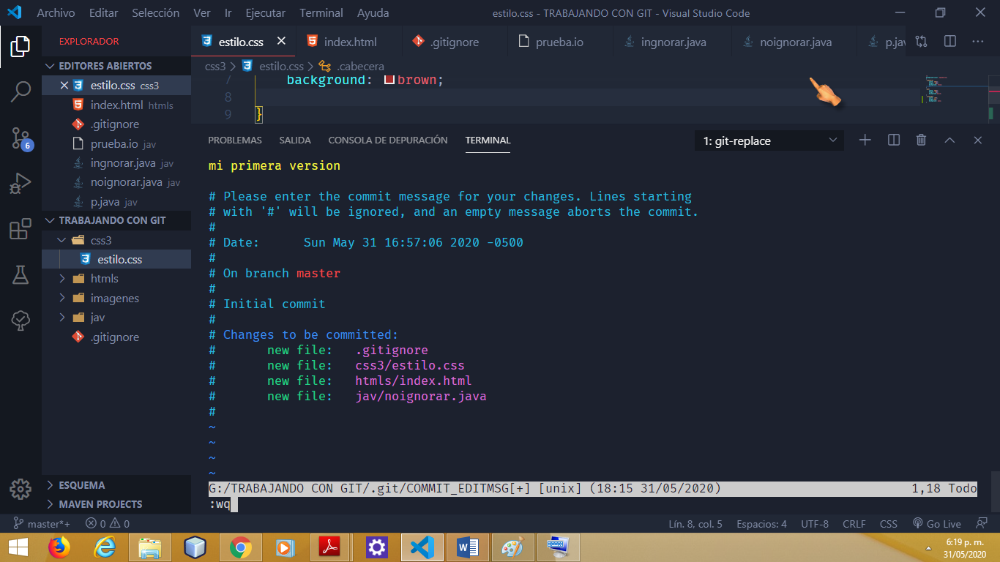 Archivo Editar Selección Ver Ir Ejecutar Terminal Ayuda estilo.css - TRABAJANDO CON GIT - Visual Studio Code
EXPLORADOR
estilo.css index.html .gitignore prueba.io ingnorar.java noignorar.java
css3 > estilo.css > .cabecera
EDITORES ABIERTOS
estilo.css css3
index.html htmls
.gitignore
prueba.io jav
ingnorar.java jav
noignorar.java jav
p.java jav
TRABAJANDO CON GIT
css3
estilo.css
htmls
imagenes
jav
.gitignore
ESQUEMA
MAVEN PROJECTS
6
7 background: brown;
8
9 }
PROBLEMAS SALIDA CONSOLA DE DEPURACIÓN TERMINAL 1: git-replace
mi primera version
# Please enter the commit message for your changes. Lines starting
# with '#' will be ignored, and an empty message aborts the commit.
#
# Date: Sun May 31 16:57:06 2020 -0500
#
# On branch master
#
# Initial commit
#
# Changes to be committed:
# new file: .gitignore
# new file: css3/estilo.css
# new file: htmls/index.html
# new file: jav/noignorar.java
#
~
~
~
~
G:/TRABAJANDO CON GIT/.git/COMMIT_EDITMSG[+] [unix] (18:15 31/05/2020) 1,18 Todo
:wq
master*+ 0 0 Lín. 8, col. 5 Espacios: 4 UTF-8 CRLF CSS Go Live
6:19 p. m.
31/05/2020